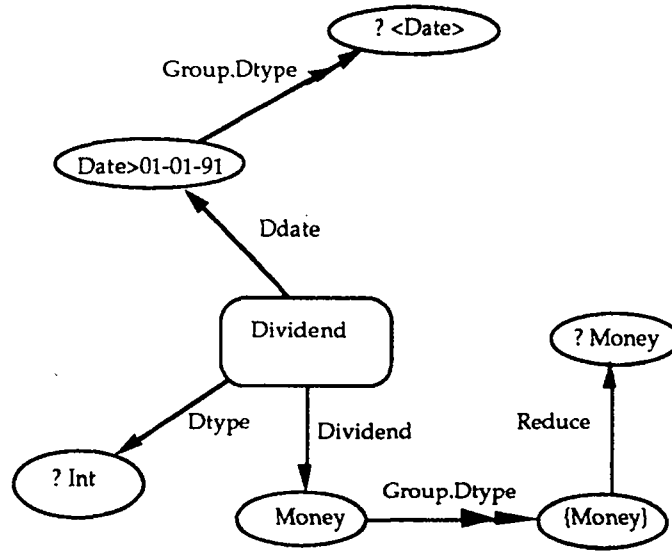 ? <Date>
Group.Dtype
Date>01-01-91
Ddate
Dividend
? Money
Dtype
Dividend
Reduce
? Int
Group.Dtype
Money
{Money}